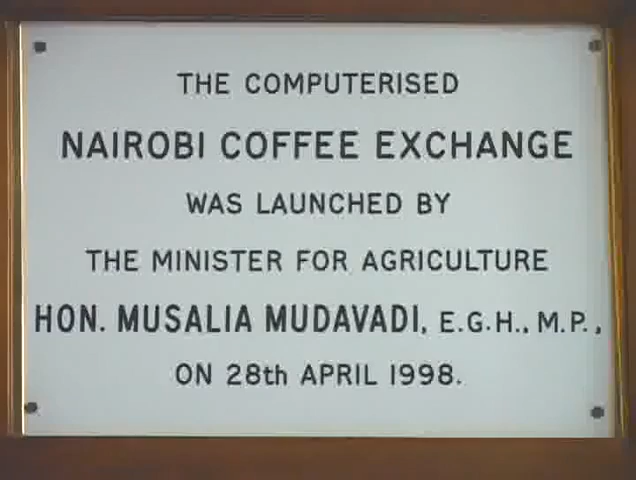 THE COMPUTERISED
NAIROBI COFFEE EXCHANGE
WAS LAUNCHED BY
THE MINISTER FOR AGRICULTURE
HON. MUSALIA MUDAVADI, E.G.H., M.P.,
ON 28th APRIL 1998.